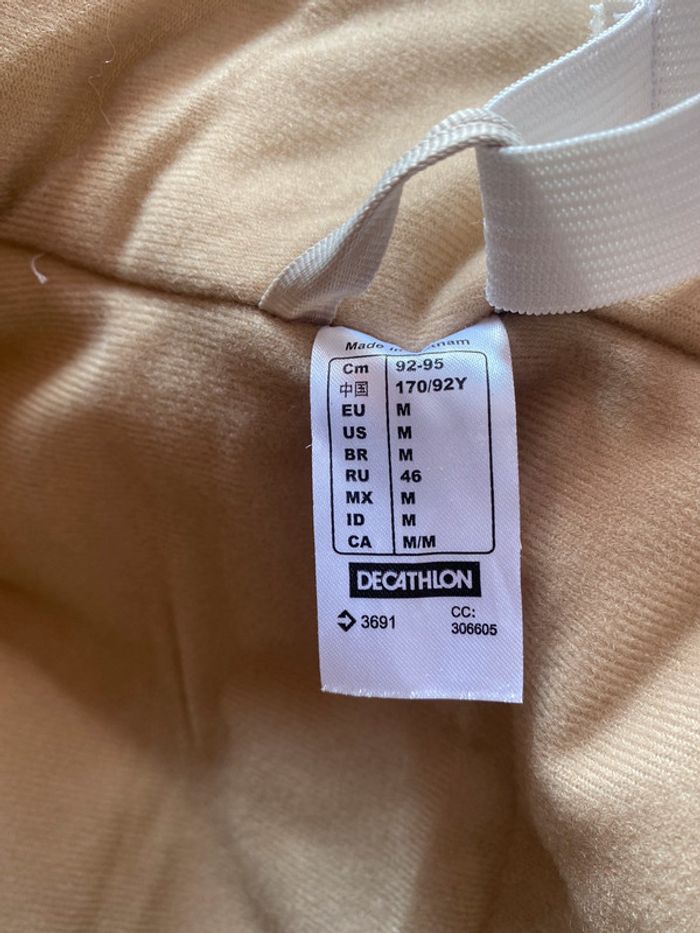 Made in
Cm 92-95
中国 170/92Y
EU M
US M
BR M
RU 46
MX M
ID M
CA M/M
DECATHLON
3691 CC:
306605